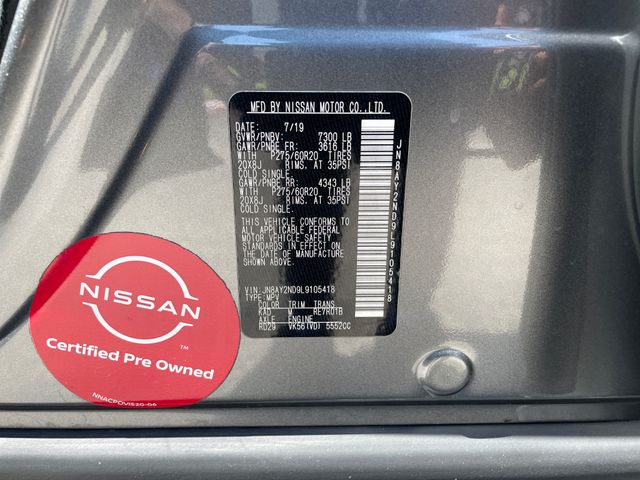 MFD BY NISSAN MOTOR CO.,LTD.
DATE: 7/19
GVWR/PNBV: 7300 LB
GAWR/PNBE FR: 3616 LB
WITH P275/60R20 TIRES
20X8J RIMS. AT 35PSI
COLD SINGLE.
GAWR/PNBE RR: 4343 LB
WITH P275/60R20 TIRES
20X8J RIMS. AT 35PSI
COLD SINGLE.
THIS VEHICLE CONFORMS TO
ALL APPLICABLE FEDERAL
MOTOR VEHICLE SAFETY
STANDARDS IN EFFECT ON
THE DATE OF MANUFACTURE
SHOWN ABOVE.
VIN: JN8AY2ND9L9105418
TYPE: MPV
COLOR TRIM TRANS
KAD M RE7R01B
AXLE ENGINE
RD29 VK56(VD) 5552CC
JN8AY2ND9L9105418
NISSAN
TM
Certified Pre Owned
NNACPOVIS20-06